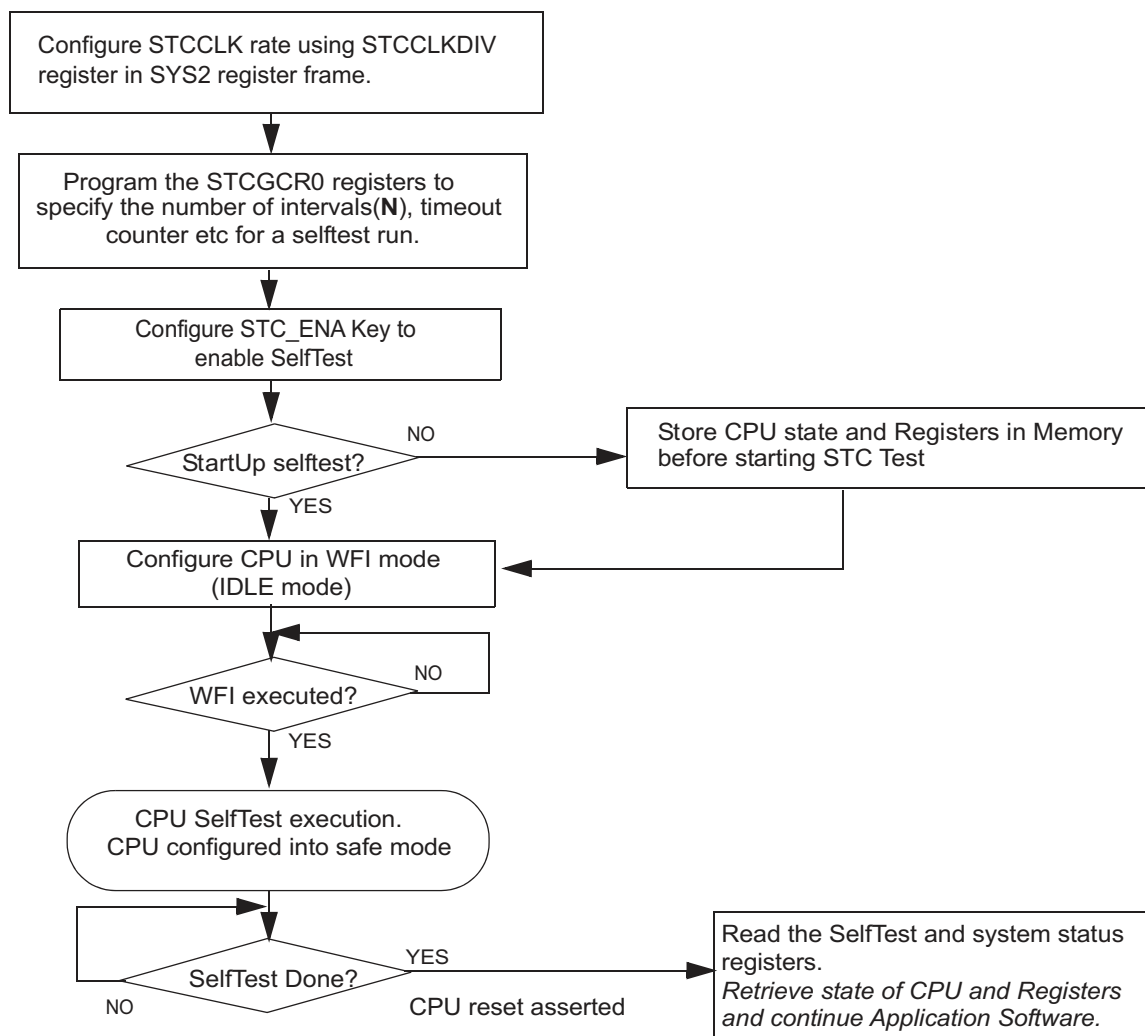 Configure STCCLK rate using STCCLKDIV
register in SYS2 register frame.
Program the STCGCR0 registers to
specify the number of intervals(N), timeout
counter etc for a selftest run.
Configure STC_ENA Key to
enable SelfTest
StartUp selftest?
NO
YES
Store CPU state and Registers in Memory
before starting STC Test
Configure CPU in WFI mode
(IDLE mode)
WFI executed?
NO
YES
CPU SelfTest execution.
CPU configured into safe mode
SelfTest Done?
NO
YES
CPU reset asserted
Read the SelfTest and system status
registers.
Retrieve state of CPU and Registers
and continue Application Software.